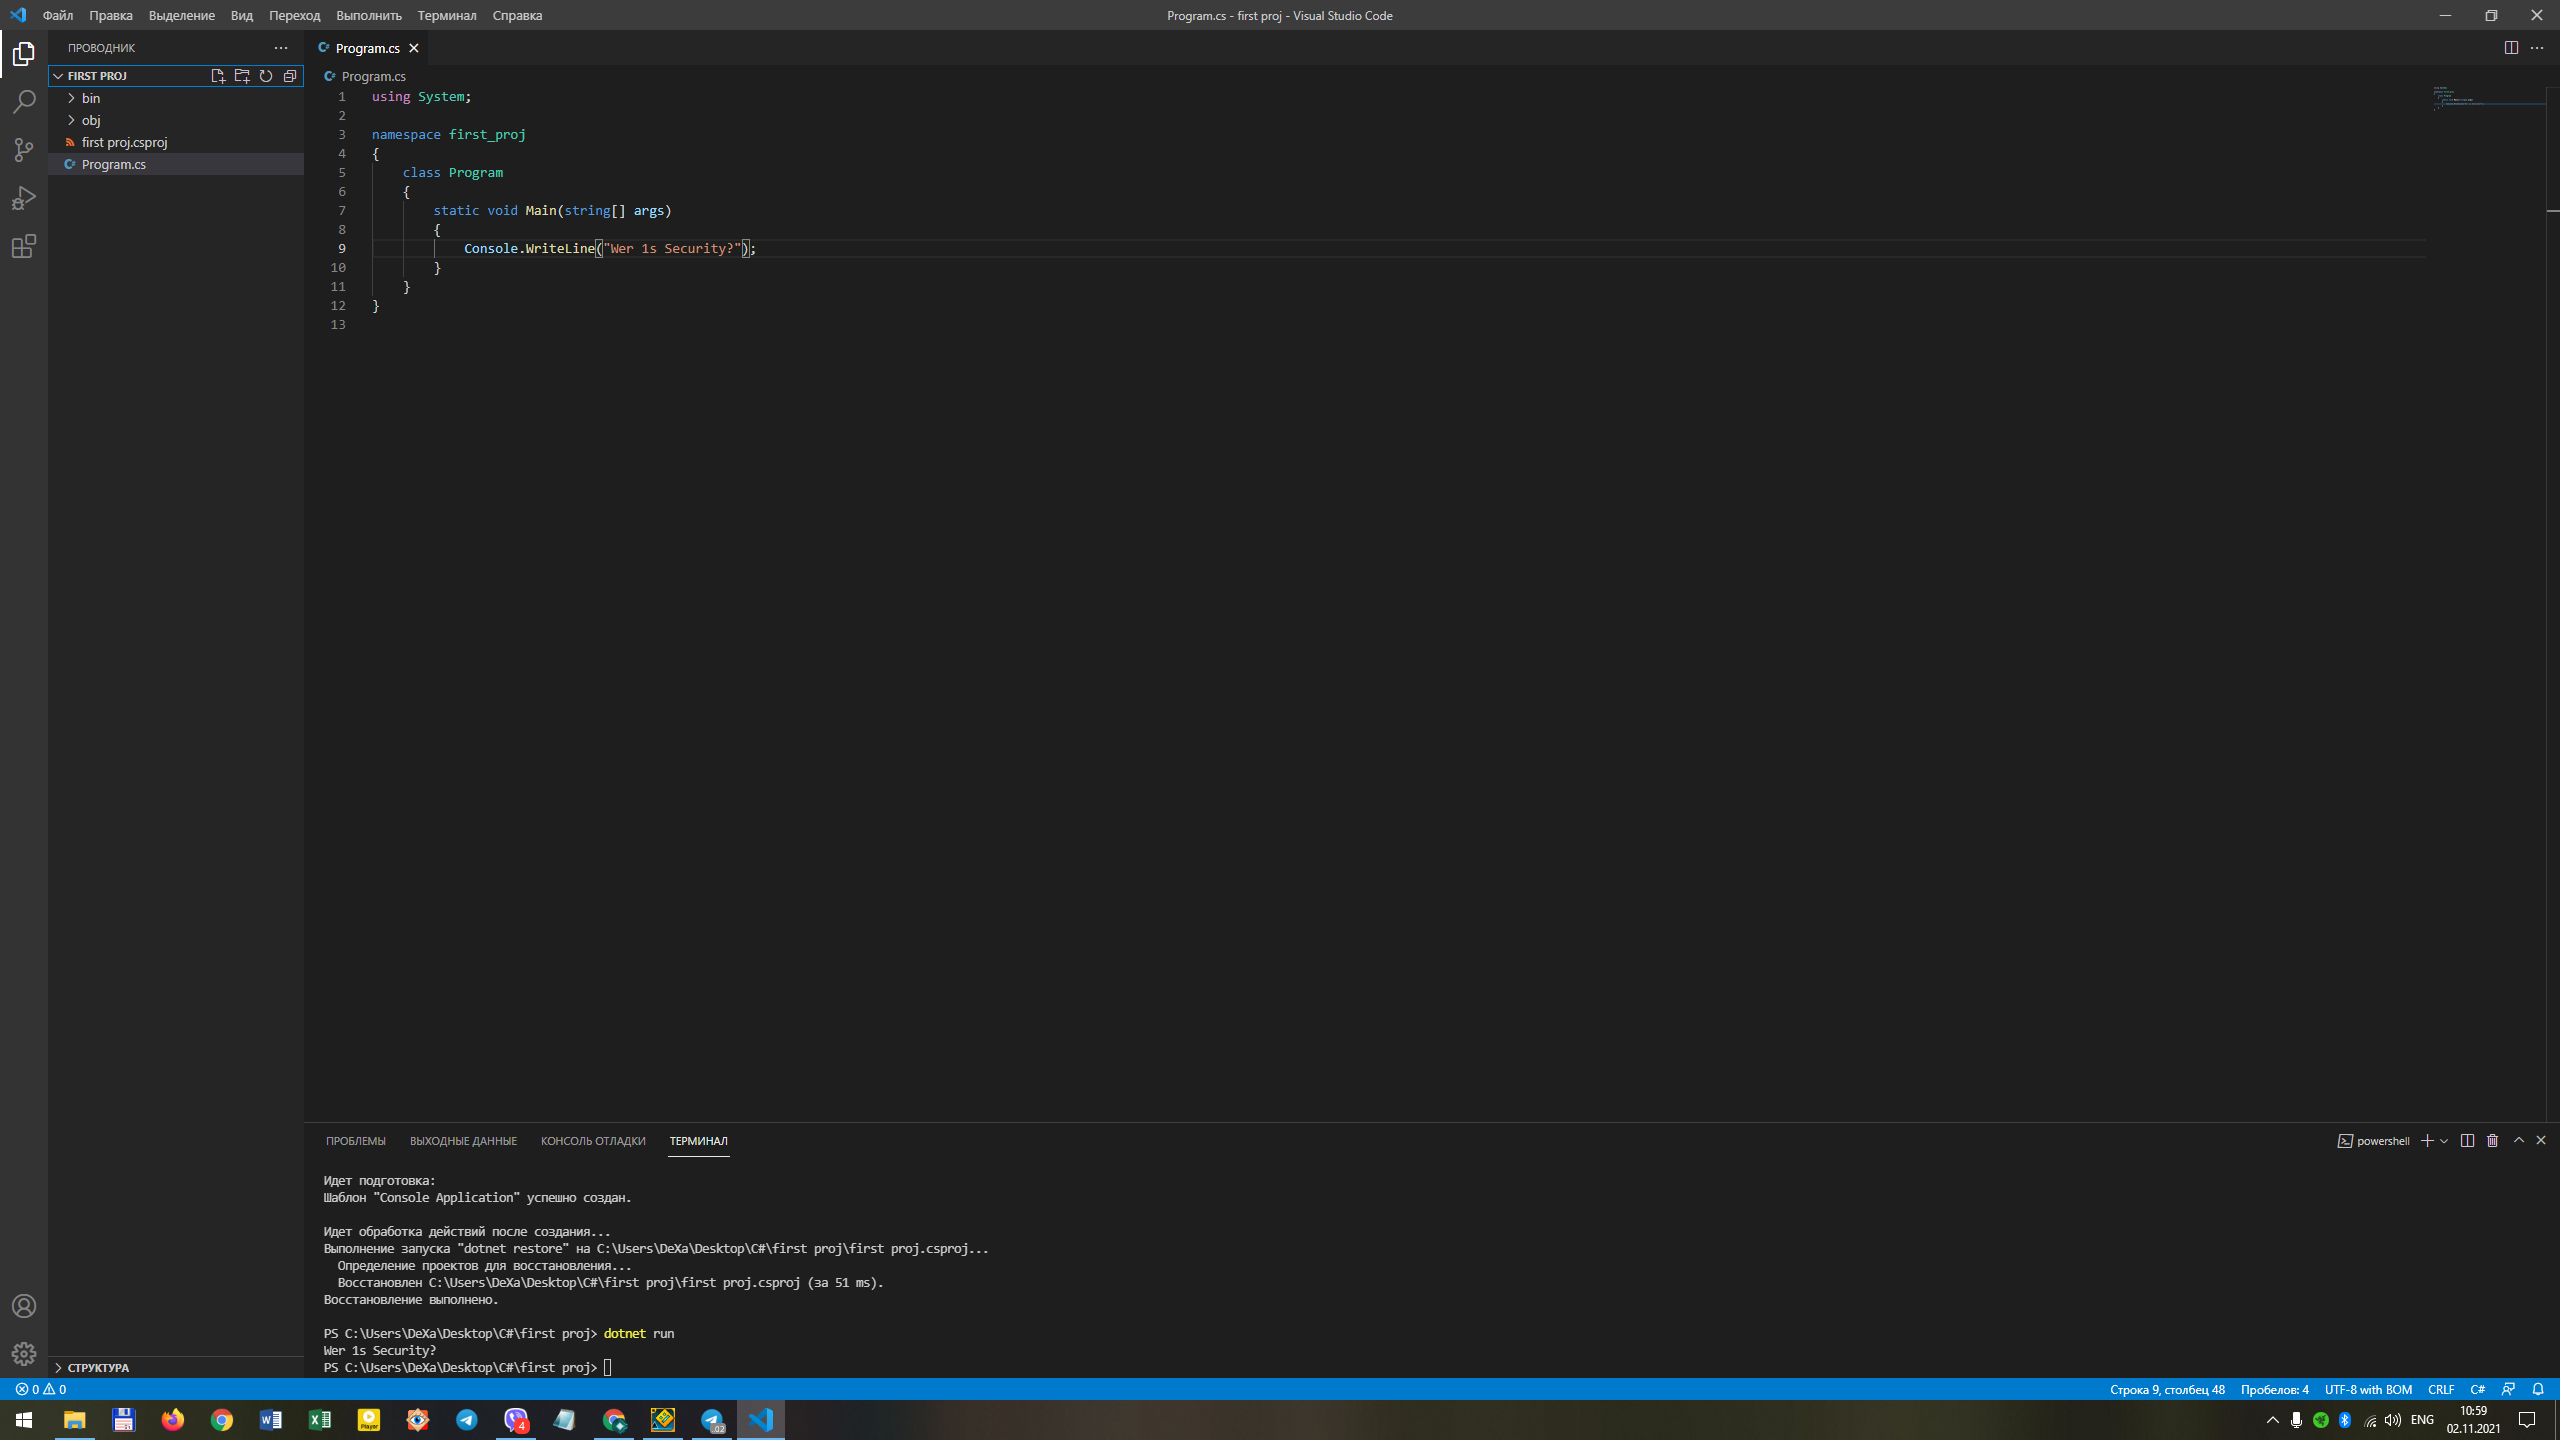 Файл Правка Выделение Вид Переход Выполнить Терминал Справка
Program.cs - first proj - Visual Studio Code
ПРОВОДНИК
FIRST PROJ
bin
obj
first proj.csproj
Program.cs
СТРУКТУРА
Program.cs
Program.cs
1 using System;
2
3 namespace first_proj
4 {
5 class Program
6 {
7 static void Main(string[] args)
8 {
9 Console.WriteLine("Wer 1s Security?");
10 }
11 }
12 }
13
ПРОБЛЕМЫ ВЫХОДНЫЕ ДАННЫЕ КОНСОЛЬ ОТЛАДКИ ТЕРМИНАЛ
powershell
Идет подготовка:
Шаблон "Console Application" успешно создан.
Идет обработка действий после создания...
Выполнение запуска "dotnet restore" на C:\Users\DeXa\Desktop\C#\first proj\first proj.csproj...
Определение проектов для восстановления...
Восстановлен C:\Users\DeXa\Desktop\C#\first proj\first proj.csproj (за 51 ms).
Восстановление выполнено.
PS C:\Users\DeXa\Desktop\C#\first proj> dotnet run
Wer 1s Security?
PS C:\Users\DeXa\Desktop\C#\first proj>
0 0
Строка 9, столбец 48 Пробелов: 4 UTF-8 with BOM CRLF C#
4
ENG
10:59
02.11.2021